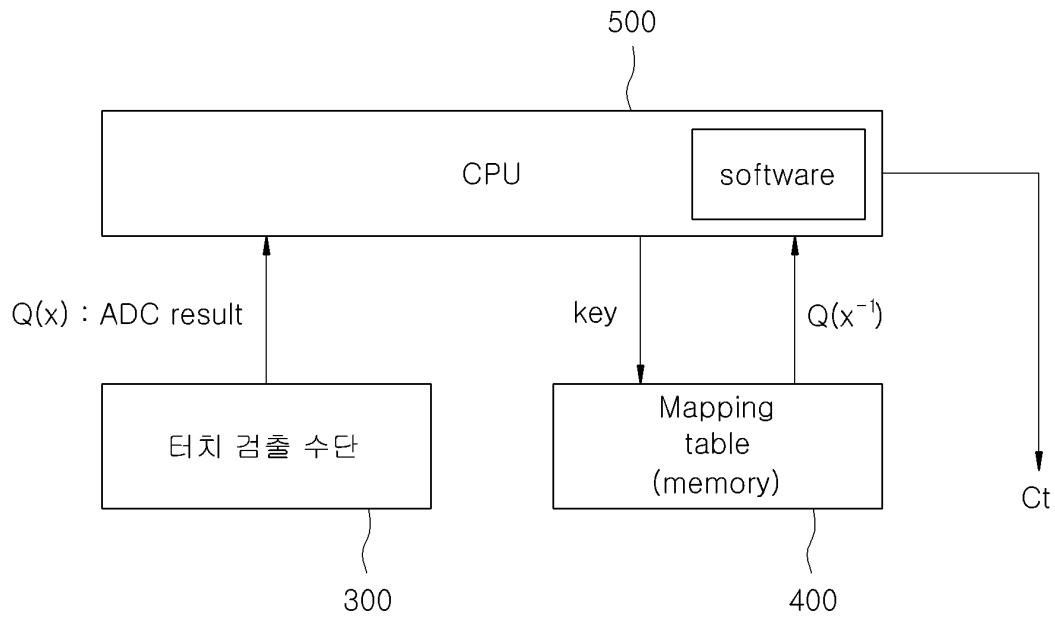 500
CPU
software
Q(x) : ADC result
key
Q(x⁻¹)
터치 검출 수단
Mapping
table
(memory)
Ct
300
400